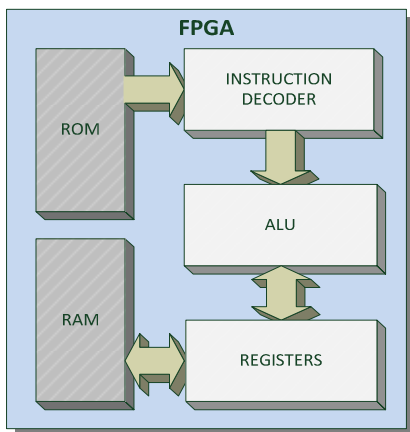 FPGA
ROM
INSTRUCTION
DECODER
ALU
RAM
REGISTERS